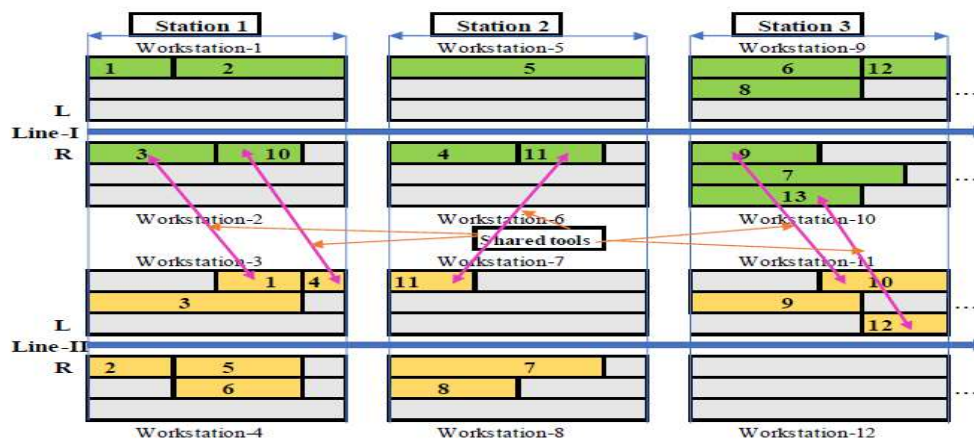 Station 1 Station 2 Station 3
Workstation-1 Workstation-5 Workstation-9
1 2 5 6 12
8
L
Line-I
R 3 10 4 11 9
7
13
Workstation-2 Workstation-6 Workstation-10
Shared tools
Workstation-3 Workstation-7 Workstation-11
1 4 11 10
3 9
L 12
Line-II
R 2 5 7
6 8
Workstation-4 Workstation-8 Workstation-12